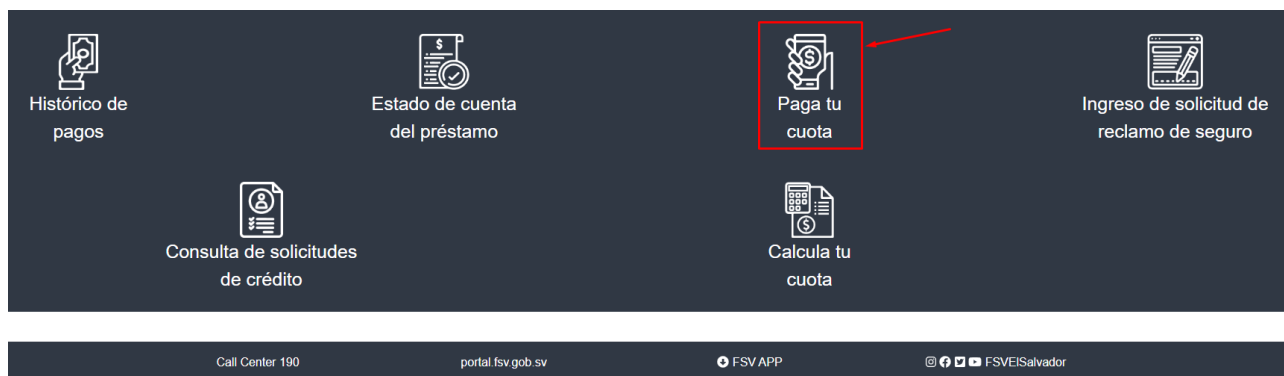 Histórico de
pagos
Estado de cuenta
del préstamo
Paga tu
cuota
Ingreso de solicitud de
reclamo de seguro
Consulta de solicitudes
de crédito
Calcula tu
cuota
Call Center 190
portal.fsv.gob.sv
FSV APP
FSVElSalvador